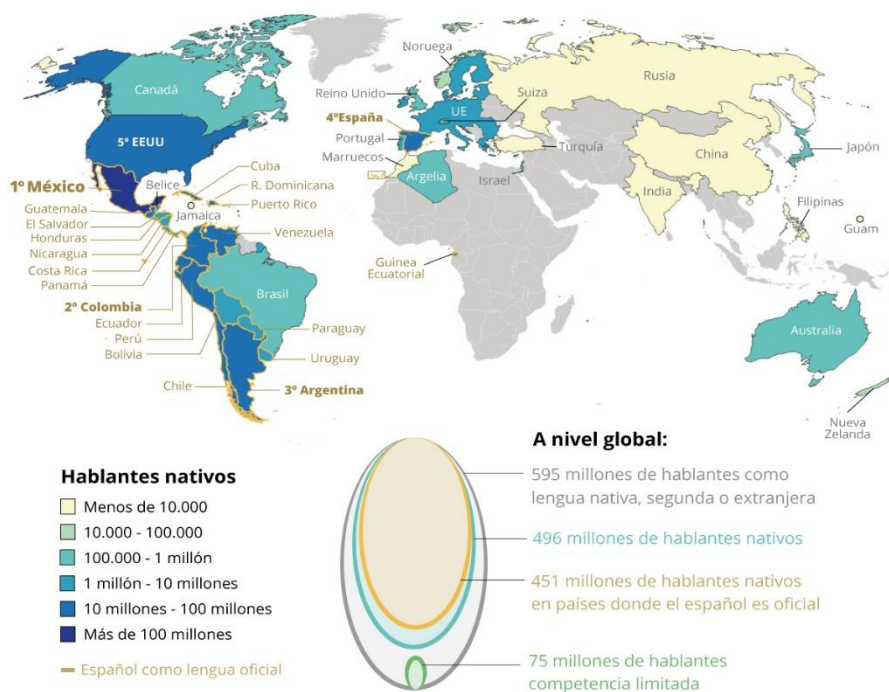 Noruega
Rusia
Canadá
Reino Unido
UE
Suiza
4º España
5º EEUU
Portugal
Turquía
China
Japón
Marruecos
Cuba
1º México
Belice
R. Dominicana
Argelia
Israel
India
Filipinas
Puerto Rico
Guatemala
Jamaica
Guam
El Salvador
Venezuela
Honduras
Nicaragua
Costa Rica
Guinea
Ecuatorial
Panamá
Brasil
2º Colombia
Ecuador
Paraguay
Australia
Perú
Bolivia
Uruguay
Chile
3º Argentina
Nueva
Zelanda
A nivel global:
595 millones de hablantes como
lengua nativa, segunda o extranjera
496 millones de hablantes nativos
451 millones de hablantes nativos
en países donde el español es oficial
75 millones de hablantes
competencia limitada
Hablantes nativos
Menos de 10.000
10.000 - 100.000
100.000 - 1 millón
1 millón - 10 millones
10 millones - 100 millones
Más de 100 millones
Español como lengua oficial